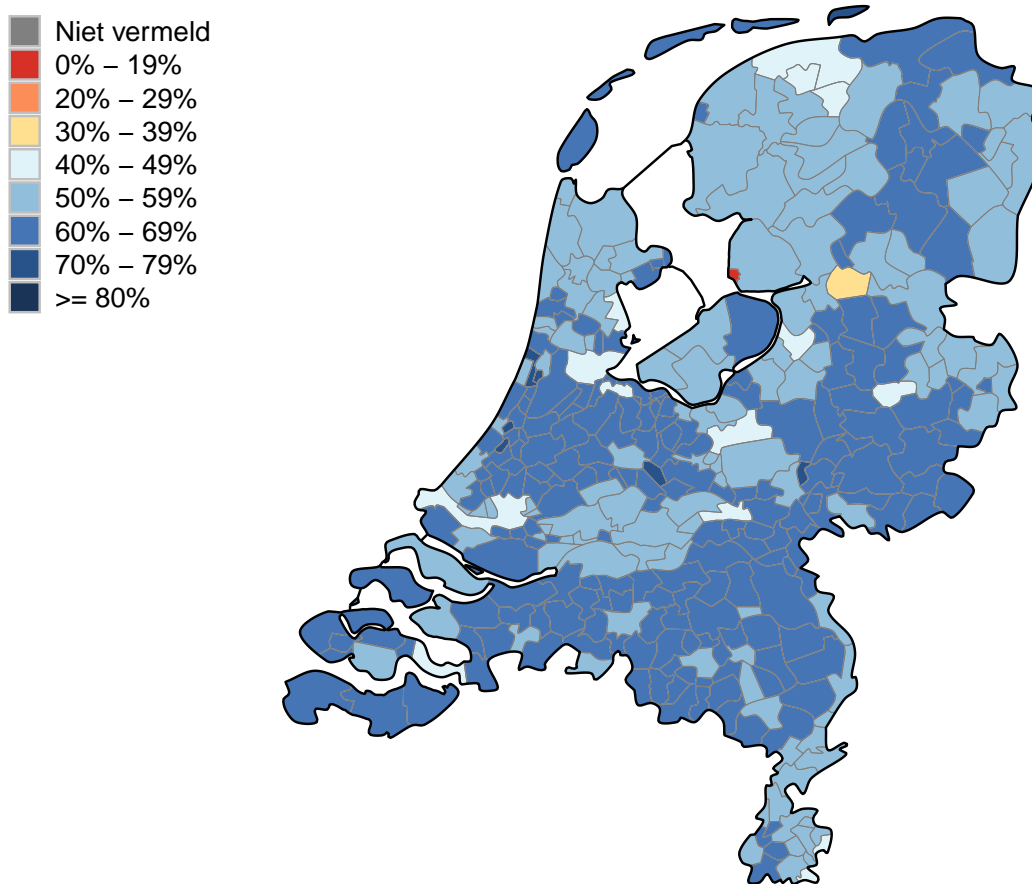 Niet vermeld
0% – 19%
20% – 29%
30% – 39%
40% – 49%
50% – 59%
60% – 69%
70% – 79%
>= 80%